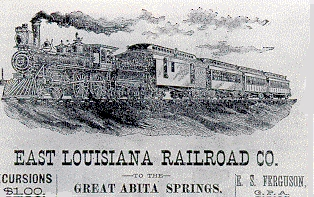 EAST LOUISIANA RAILROAD CO.
CURSIONS
$1.00.
TO THE
GREAT ABITA SPRINGS,
E. S. FERGUSON,
G. P. A.